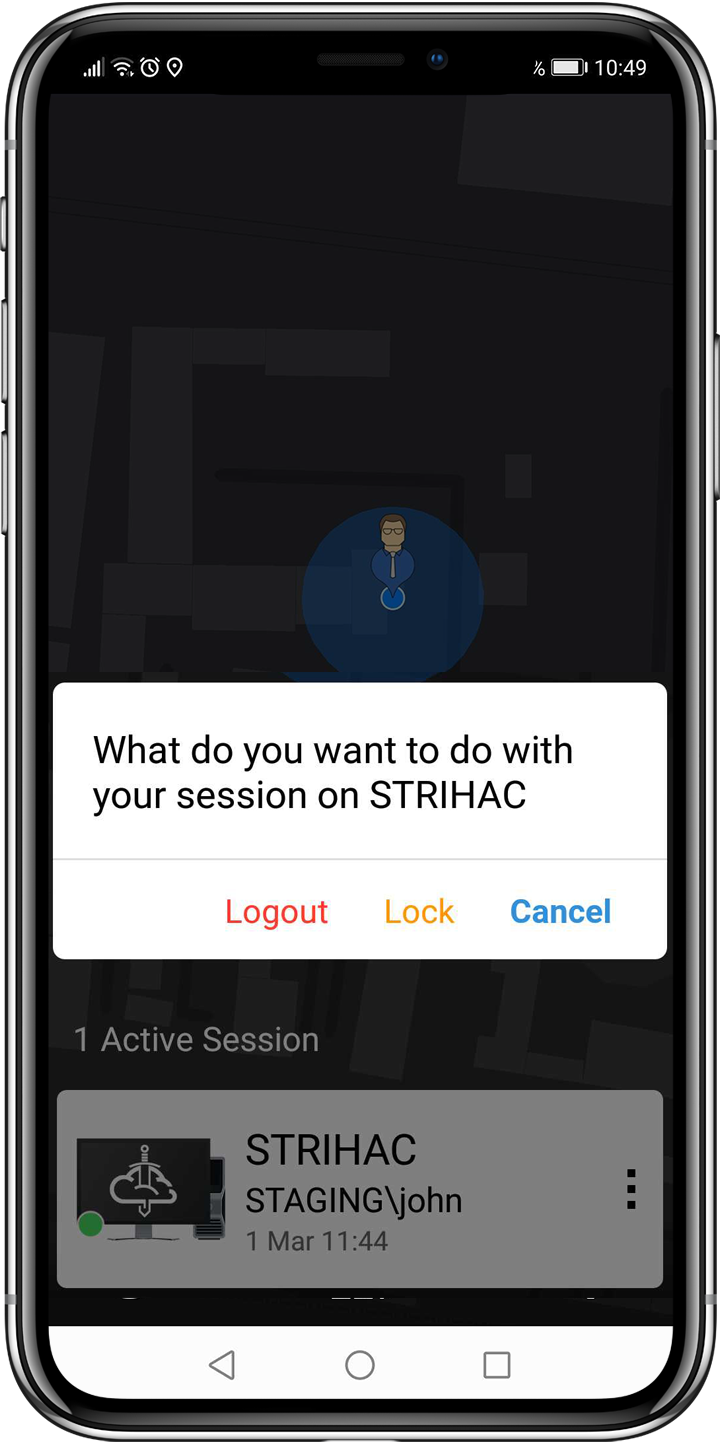 10:49
What do you want to do with
your session on STRIHAC
Logout Lock Cancel
1 Active Session
STRIHAC
STAGING\john
1 Mar 11:44